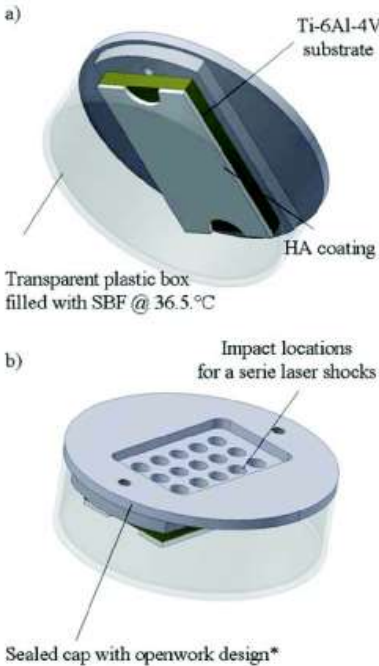 a)
Ti-6Al-4V
substrate
HA coating
Transparent plastic box
filled with SBF @ 36.5.°C
b)
Impact locations
for a serie laser shocks
Sealed cap with openwork design*